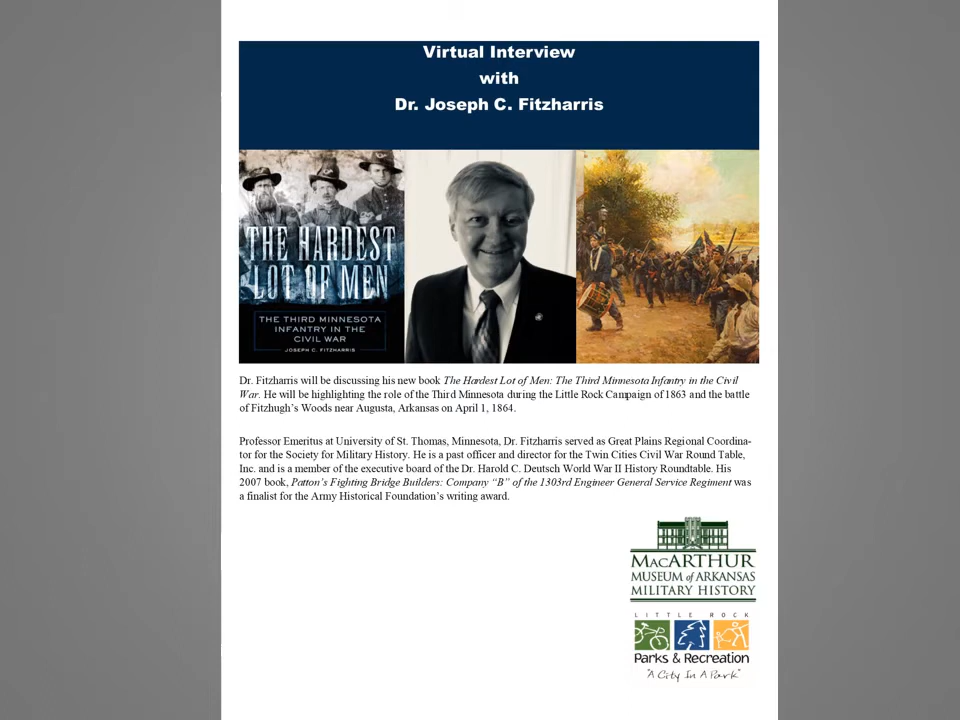 Virtual Interview
with
Dr. Joseph C. Fitzharris
THE HARDEST
LOT OF MEN
THE THIRD MINNESOTA
INFANTRY IN THE
CIVIL WAR
JOSEPH C. FITZHARRIS
Dr. Fitzharris will be discussing his new book The Hardest Lot of Men: The Third Minnesota Infantry in the Civil
War. He will be highlighting the role of the Third Minnesota during the Little Rock Campaign of 1863 and the battle
of Fitzhugh's Woods near Augusta, Arkansas on April 1, 1864.
Professor Emeritus at University of St. Thomas, Minnesota, Dr. Fitzharris served as Great Plains Regional Coordina-
tor for the Society for Military History. He is a past officer and director for the Twin Cities Civil War Round Table,
Inc. and is a member of the executive board of the Dr. Harold C. Deutsch World War II History Roundtable. His
2007 book, Patton's Fighting Bridge Builders: Company “B” of the 1303rd Engineer General Service Regiment was
a finalist for the Army Historical Foundation's writing award.
MACARTHUR
MUSEUM of ARKANSAS
MILITARY HISTORY
LITTLE ROCK
Parks & Recreation
"A City In A Park"